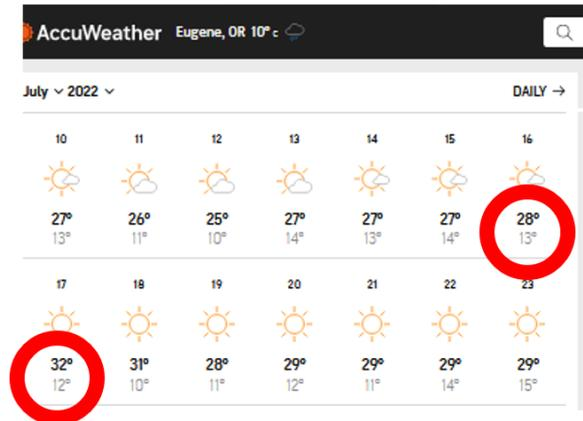 AccuWeather Eugene, OR 10° c
July 2022 DAILY →
10 11 12 13 14 15 16
27° 26° 25° 27° 27° 27° 28°
13° 11° 10° 14° 13° 14° 13°
17 18 19 20 21 22 23
32° 31° 28° 29° 29° 29° 29°
12° 10° 11° 12° 11° 14° 15°